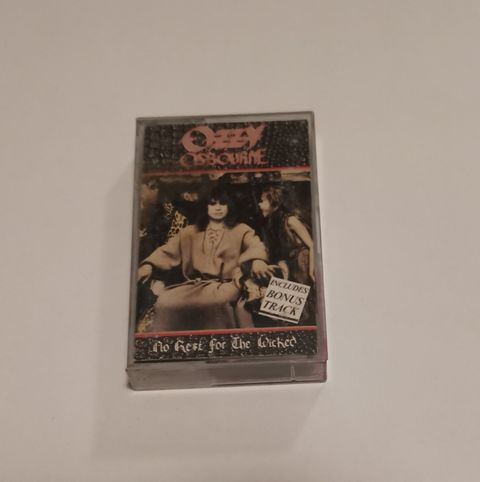 OZZY
OSBOURNE
INCLUDES
BONUS
TRACK
No Rest for The Wicked